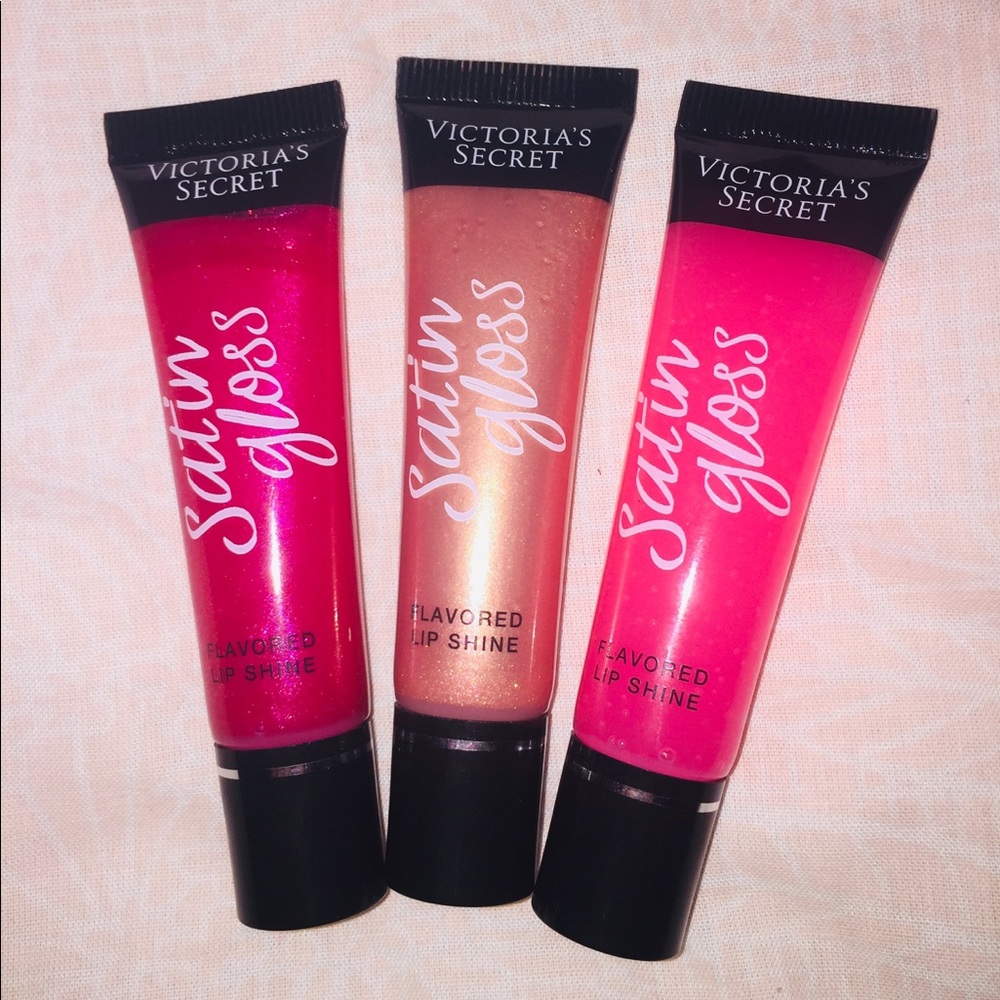 VICTORIA'S
SECRET
Satin
gloss
FLAVORED
LIP SHINE
VICTORIA'S
SECRET
Satin
gloss
FLAVORED
LIP SHINE
VICTORIA'S
SECRET
Satin
gloss
FLAVORED
LIP SHINE